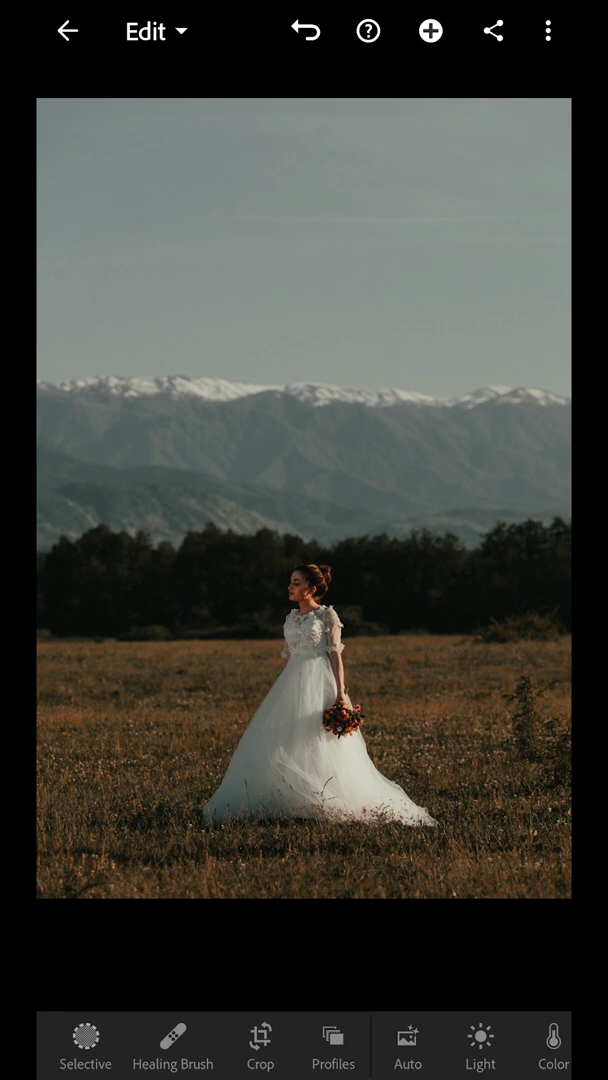 Edit
Selective
Healing Brush
Crop
Profiles
Auto
Light
Color